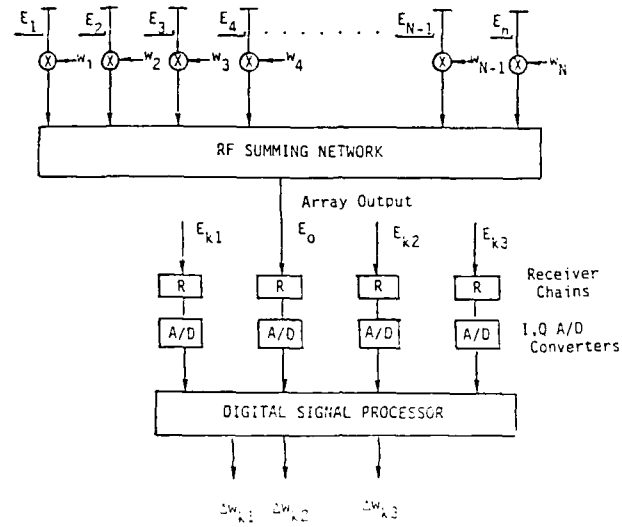 E1 E2 E3 E4 . . . . . . . EN-1 En
X w1 X w2 X w3 X w4 X wN-1 X wN
RF SUMMING NETWORK
Array Output
Ek1 Eo Ek2 Ek3
R R R R Receiver Chains
A/D A/D A/D A/D I,Q A/D Converters
DIGITAL SIGNAL PROCESSOR
Δwk1 Δwk2 Δwk3